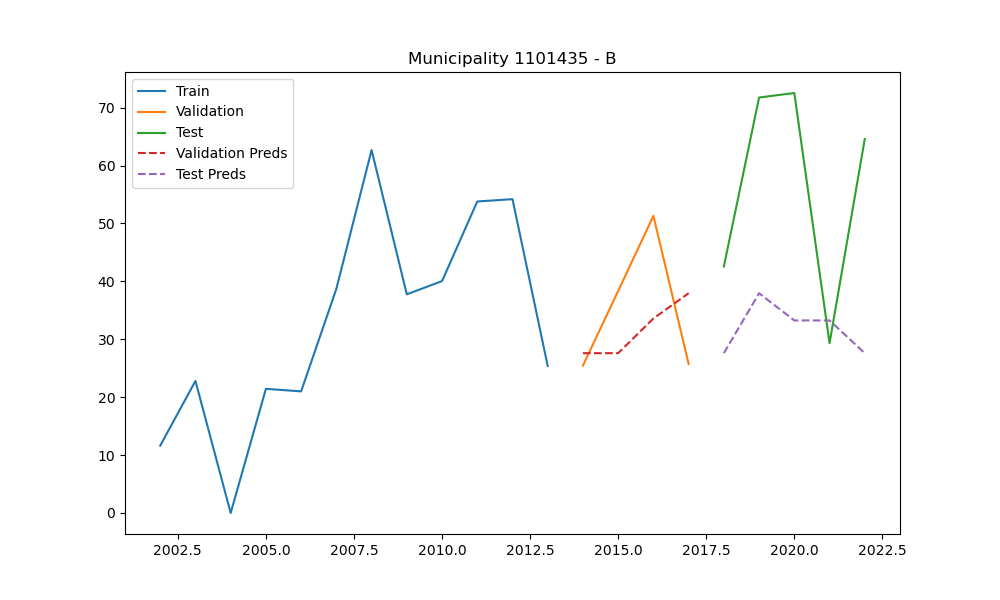 Municipality 1101435 - B
Train
Validation
Test
Validation Preds
Test Preds
70
60
50
40
30
20
10
0
2002.5 2005.0 2007.5 2010.0 2012.5 2015.0 2017.5 2020.0 2022.5